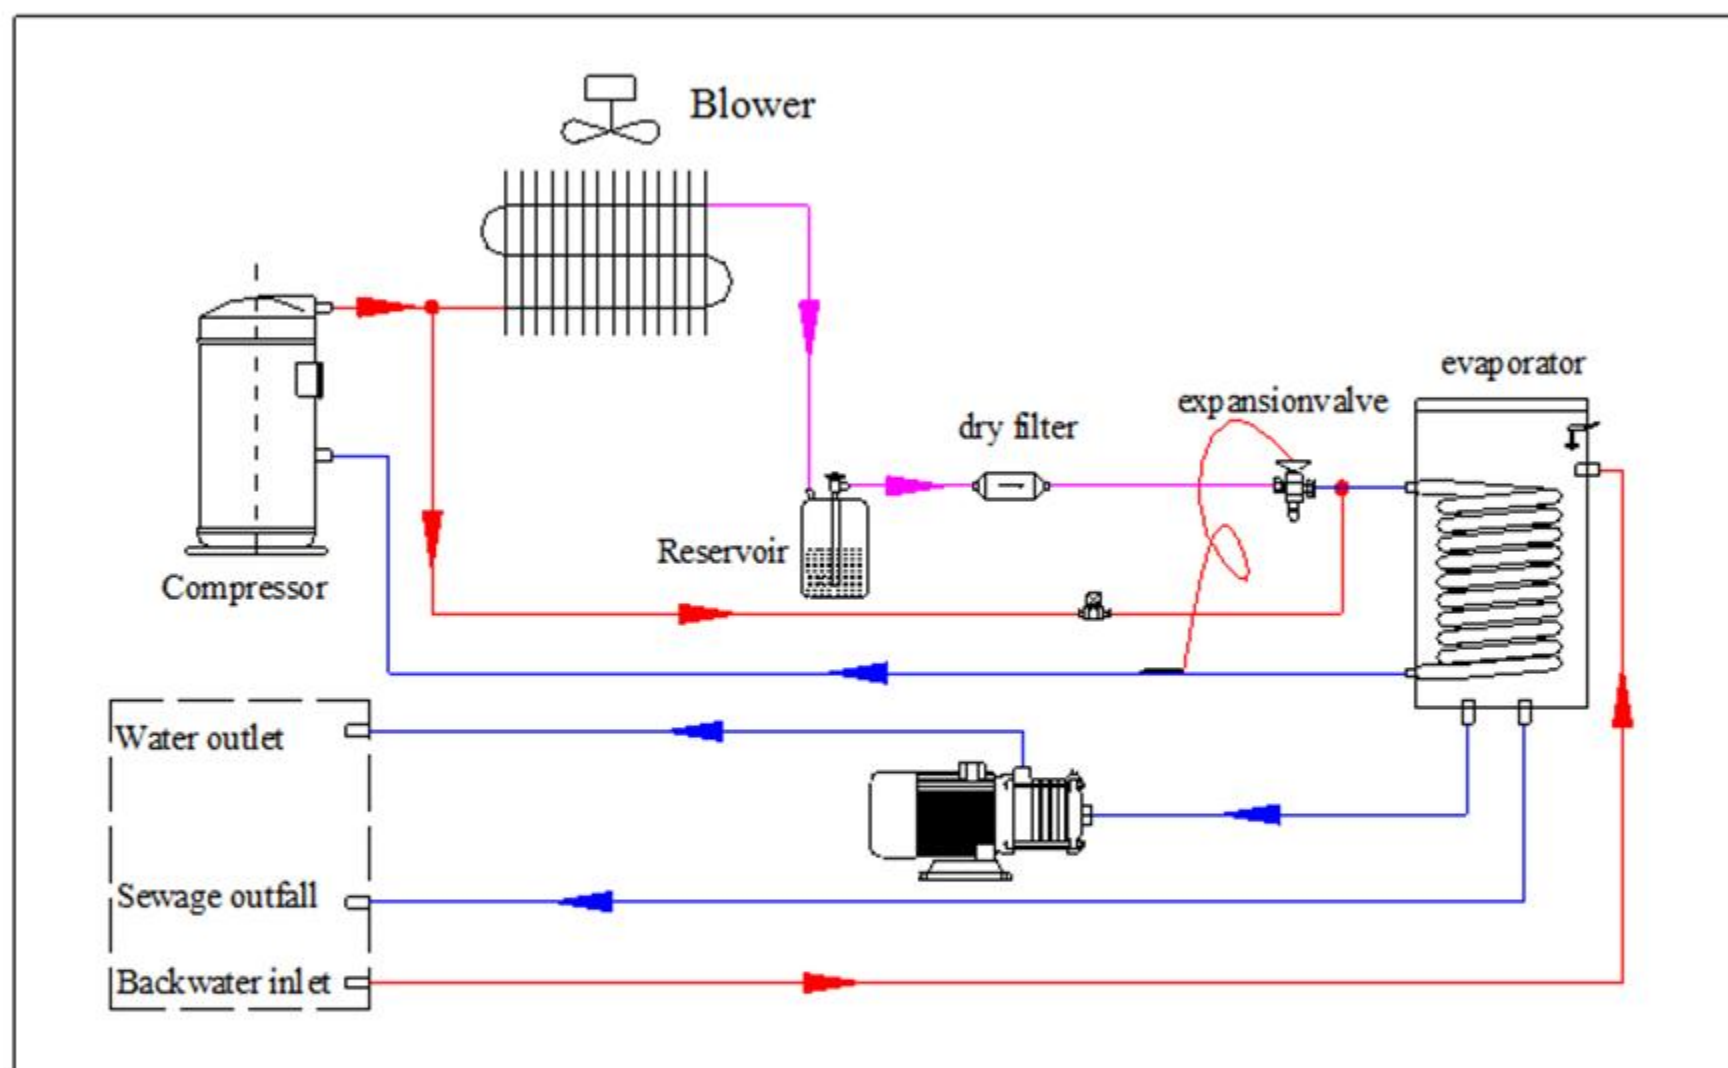 Blower
evaporator
expansionvalve
dry filter
Reservoir
Compressor
Water outlet
Sewage outfall
Backwater inlet